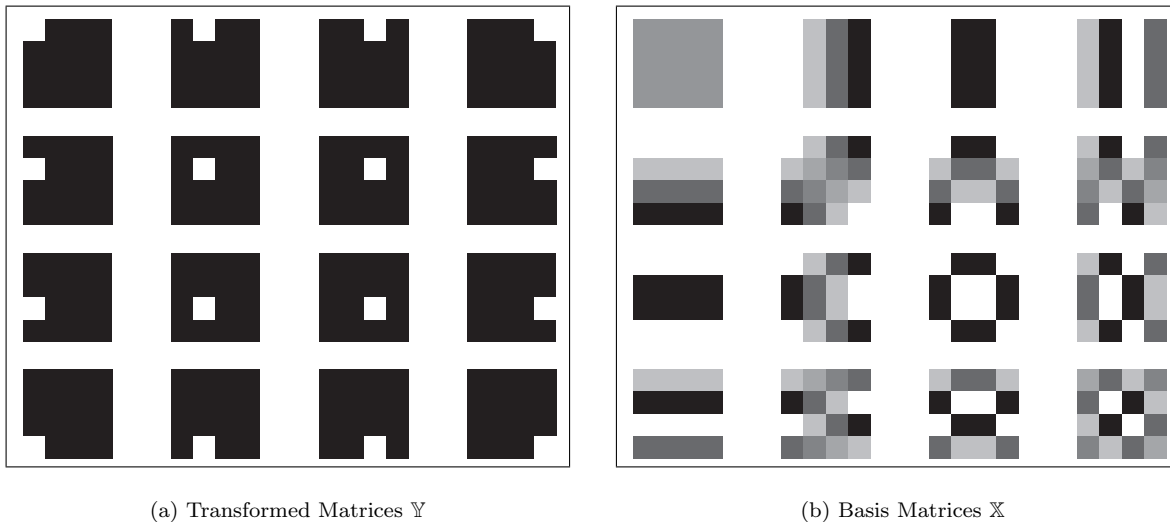 (a) Transformed Matrices 𝕐
(b) Basis Matrices 𝕏